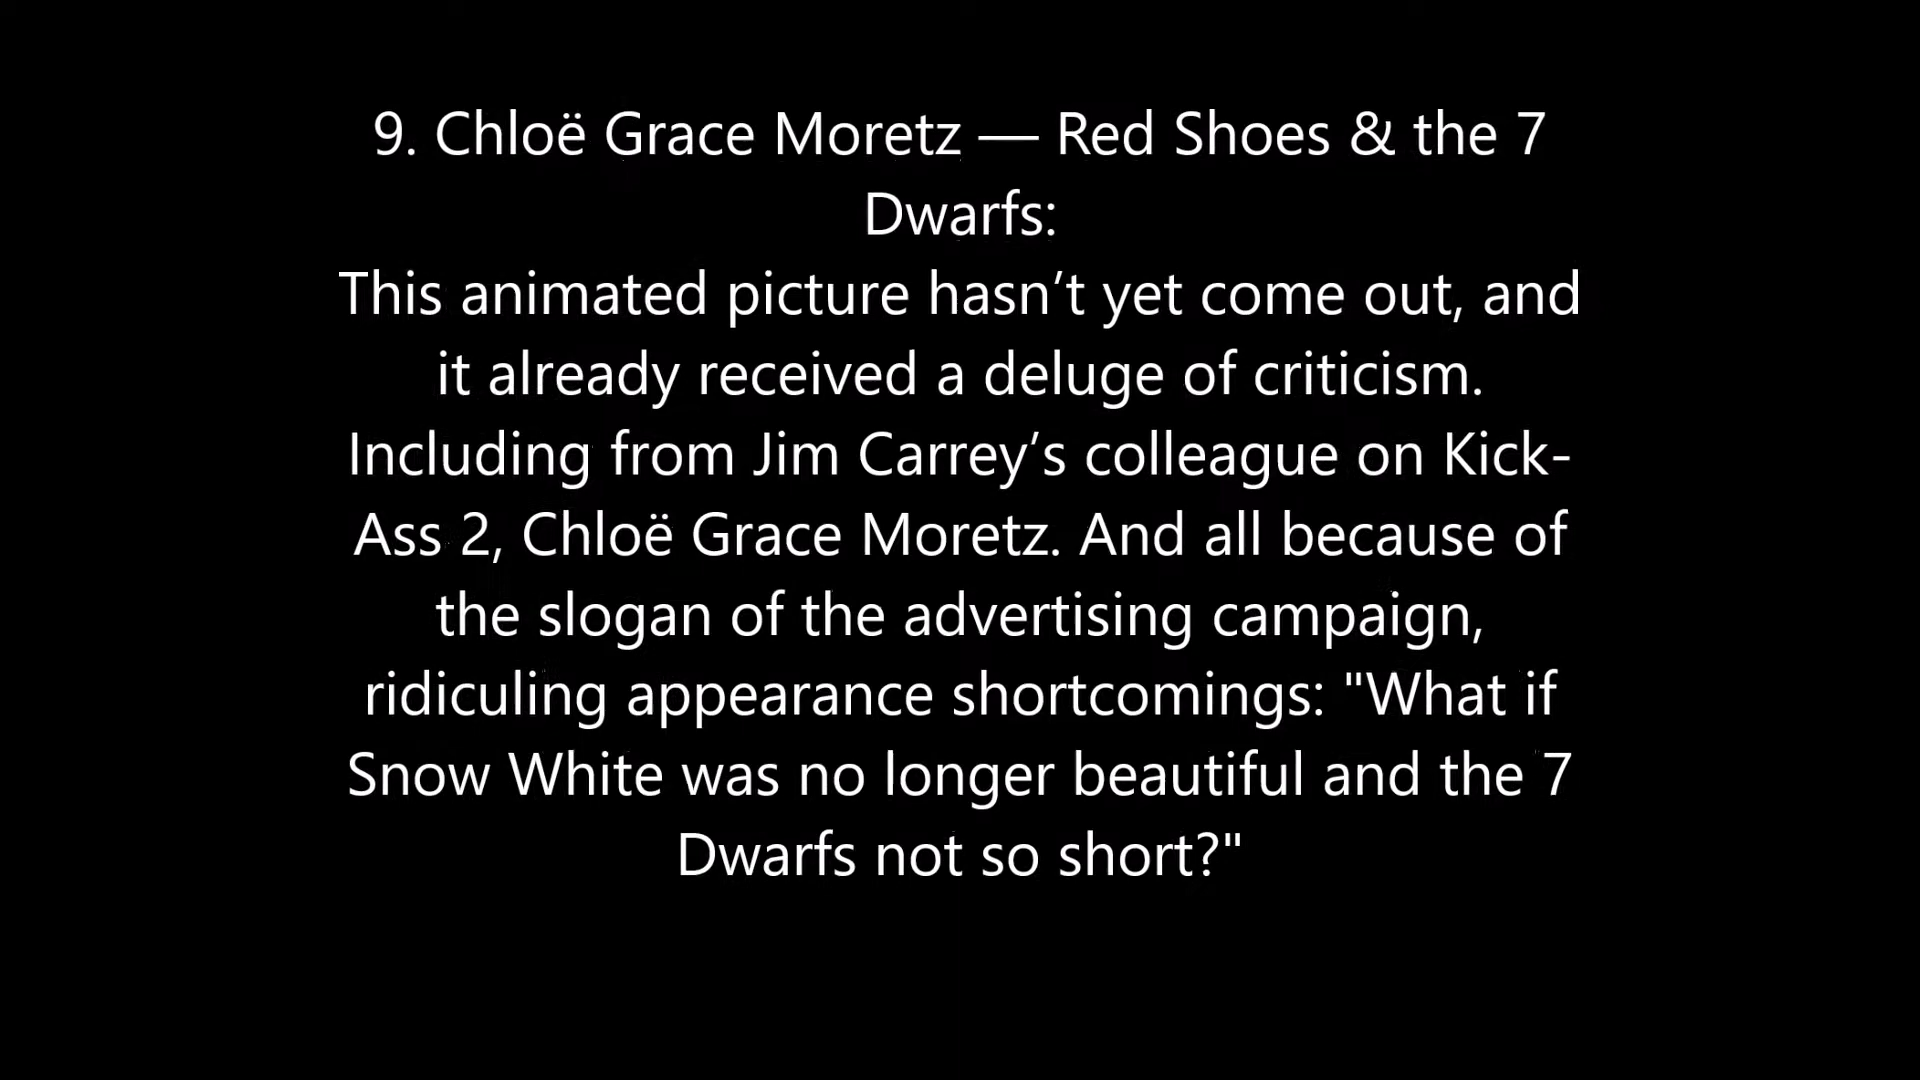 9. Chloë Grace Moretz — Red Shoes & the 7
Dwarfs:
This animated picture hasn’t yet come out, and
it already received a deluge of criticism.
Including from Jim Carrey’s colleague on Kick-
Ass 2, Chloë Grace Moretz. And all because of
the slogan of the advertising campaign,
ridiculing appearance shortcomings: "What if
Snow White was no longer beautiful and the 7
Dwarfs not so short?"